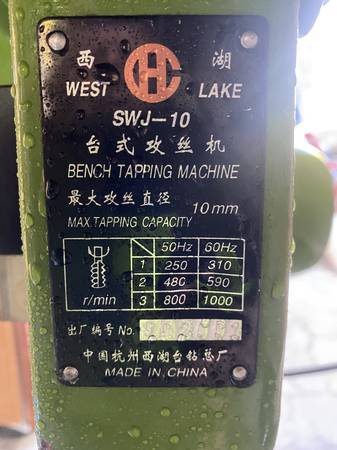 西 湖
WEST LAKE
SWJ-10
台式攻丝机
BENCH TAPPING MACHINE
最大攻丝直径
MAX.TAPPING CAPACITY 10mm
50Hz 60Hz
1 250 310
2 480 590
r/min 3 800 1000
出厂编号 No.
中国杭州西湖台钻总厂
MADE IN CHINA